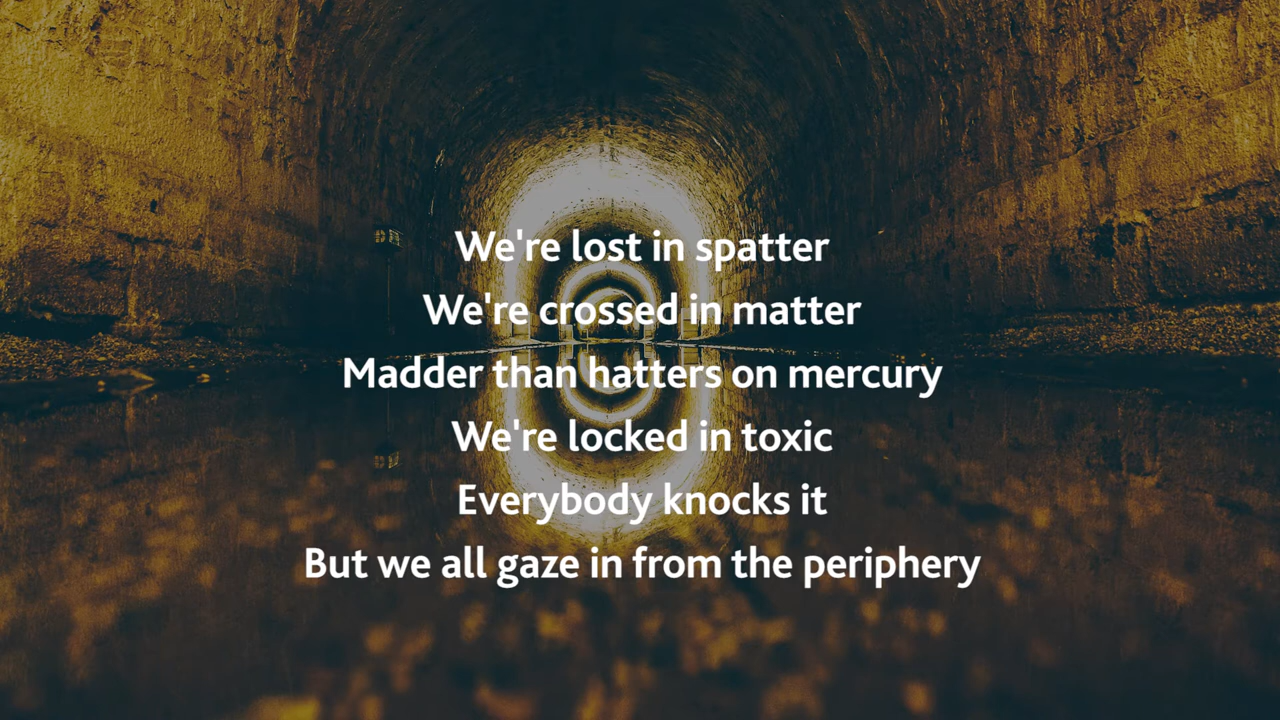 We're lost in spatter
We're crossed in matter
Madder than hatters on mercury
We're locked in toxic
Everybody knocks it
But we all gaze in from the periphery